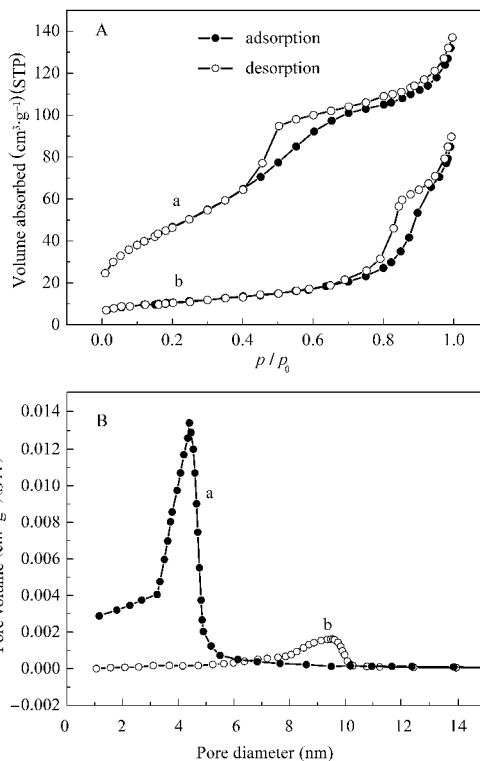 A
adsorption
desorption
140
120
100
80
60
40
20
0
Volume absorbed (cm³·g⁻¹)(STP)
a
b
0.0 0.2 0.4 0.6 0.8 1.0
p / p₀
B
0.014
0.012
0.010
0.008
0.006
0.004
0.002
0.000
−0.002
a
b
0 2 4 6 8 10 12 14
Pore diameter (nm)